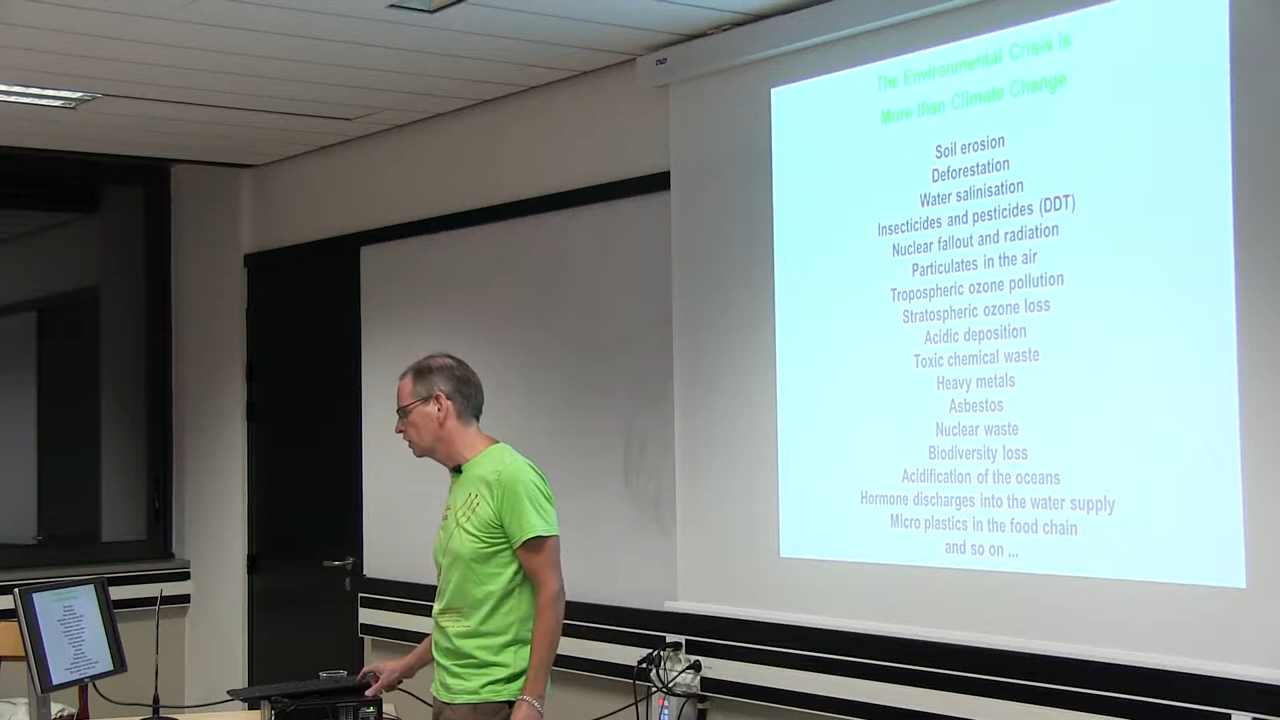 The Environmental Crisis is
More than Climate Change
Soil erosion
Deforestation
Water salinisation
Insecticides and pesticides (DDT)
Nuclear fallout and radiation
Particulates in the air
Tropospheric ozone pollution
Stratospheric ozone loss
Acidic deposition
Toxic chemical waste
Heavy metals
Asbestos
Nuclear waste
Biodiversity loss
Acidification of the oceans
Hormone discharges into the water supply
Micro plastics in the food chain
and so on ...